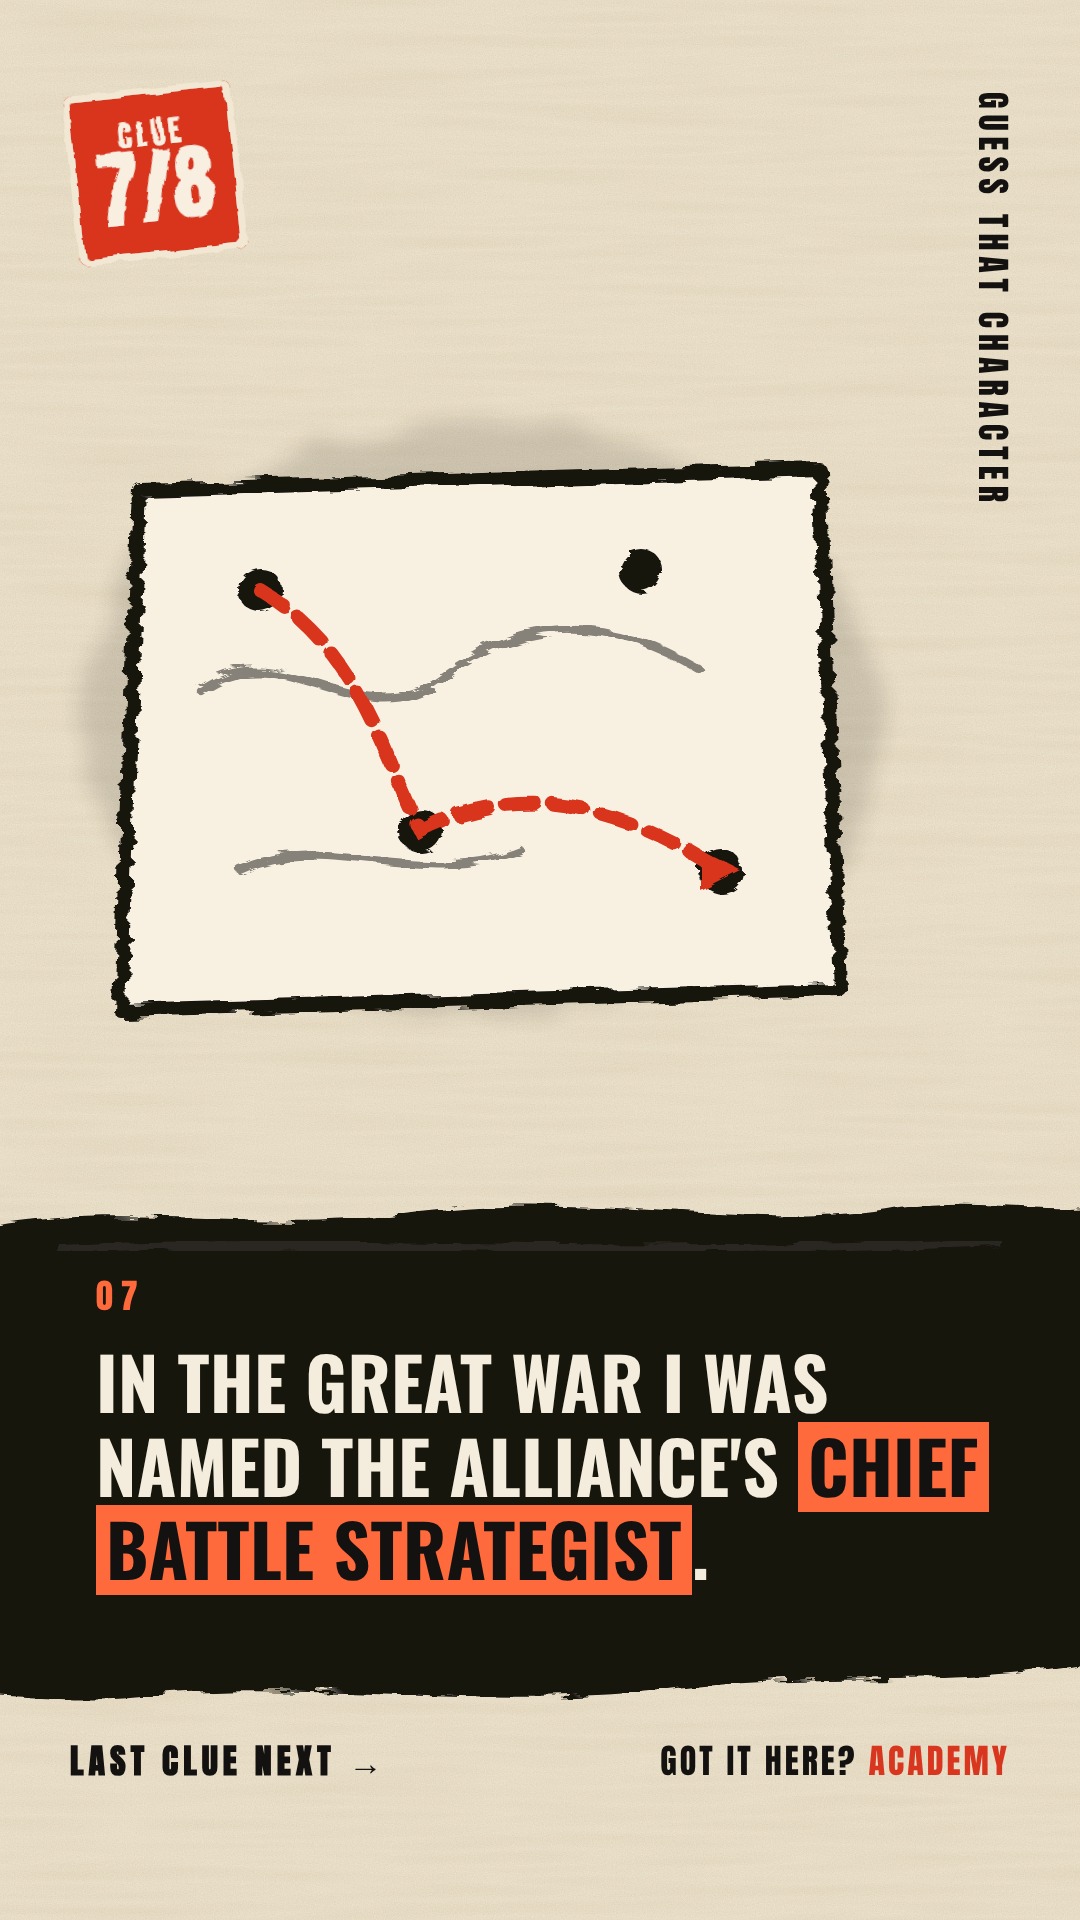 CLUE
7/8
GUESS THAT CHARACTER
07
IN THE GREAT WAR I WAS
NAMED THE ALLIANCE'S CHIEF
BATTLE STRATEGIST.
LAST CLUE NEXT →
GOT IT HERE? ACADEMY